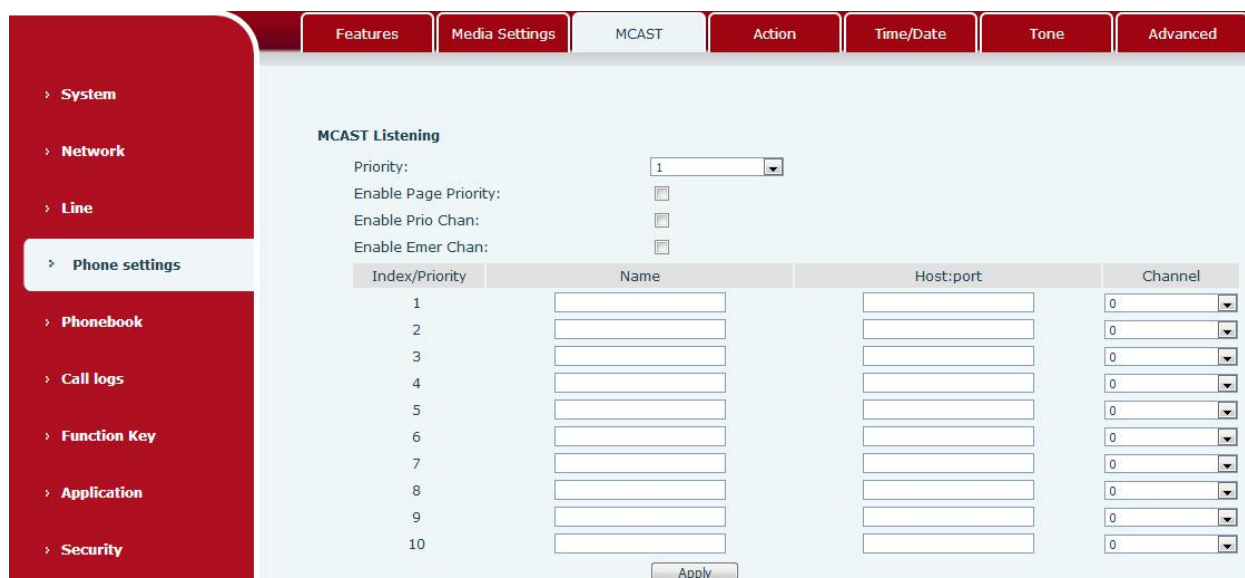 Features Media Settings MCAST Action Time/Date Tone Advanced
› System
› Network
› Line
› Phone settings
› Phonebook
› Call logs
› Function Key
› Application
› Security
MCAST Listening
Priority: 1
Enable Page Priority:
Enable Prio Chan:
Enable Emer Chan:
Index/Priority Name Host:port Channel
1 0
2 0
3 0
4 0
5 0
6 0
7 0
8 0
9 0
10 0
Apply